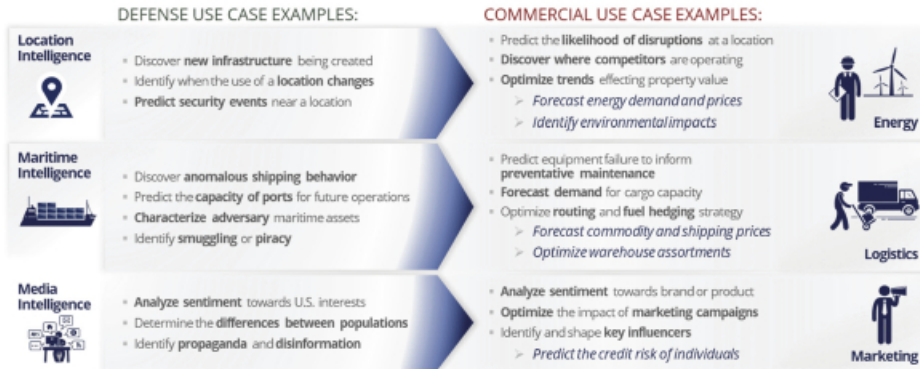 DEFENSE USE CASE EXAMPLES:
COMMERCIAL USE CASE EXAMPLES:
Location
Intelligence
Discover new infrastructure being created
Identify when the use of a location changes
Predict security events near a location
Predict the likelihood of disruptions at a location
Discover where competitors are operating
Optimize trends effecting property value
Forecast energy demand and prices
Identify environmental impacts
Energy
Maritime
Intelligence
Discover anomalous shipping behavior
Predict the capacity of ports for future operations
Characterize adversary maritime assets
Identify smuggling or piracy
Predict equipment failure to inform
preventative maintenance
Forecast demand for cargo capacity
Optimize routing and fuel hedging strategy
Forecast commodity and shipping prices
Optimize warehouse assortments
Logistics
Media
Intelligence
Analyze sentiment towards U.S. interests
Determine the differences between populations
Identify propaganda and disinformation
Analyze sentiment towards brand or product
Optimize the impact of marketing campaigns
Identify and shape key influencers
Predict the credit risk of individuals
Marketing